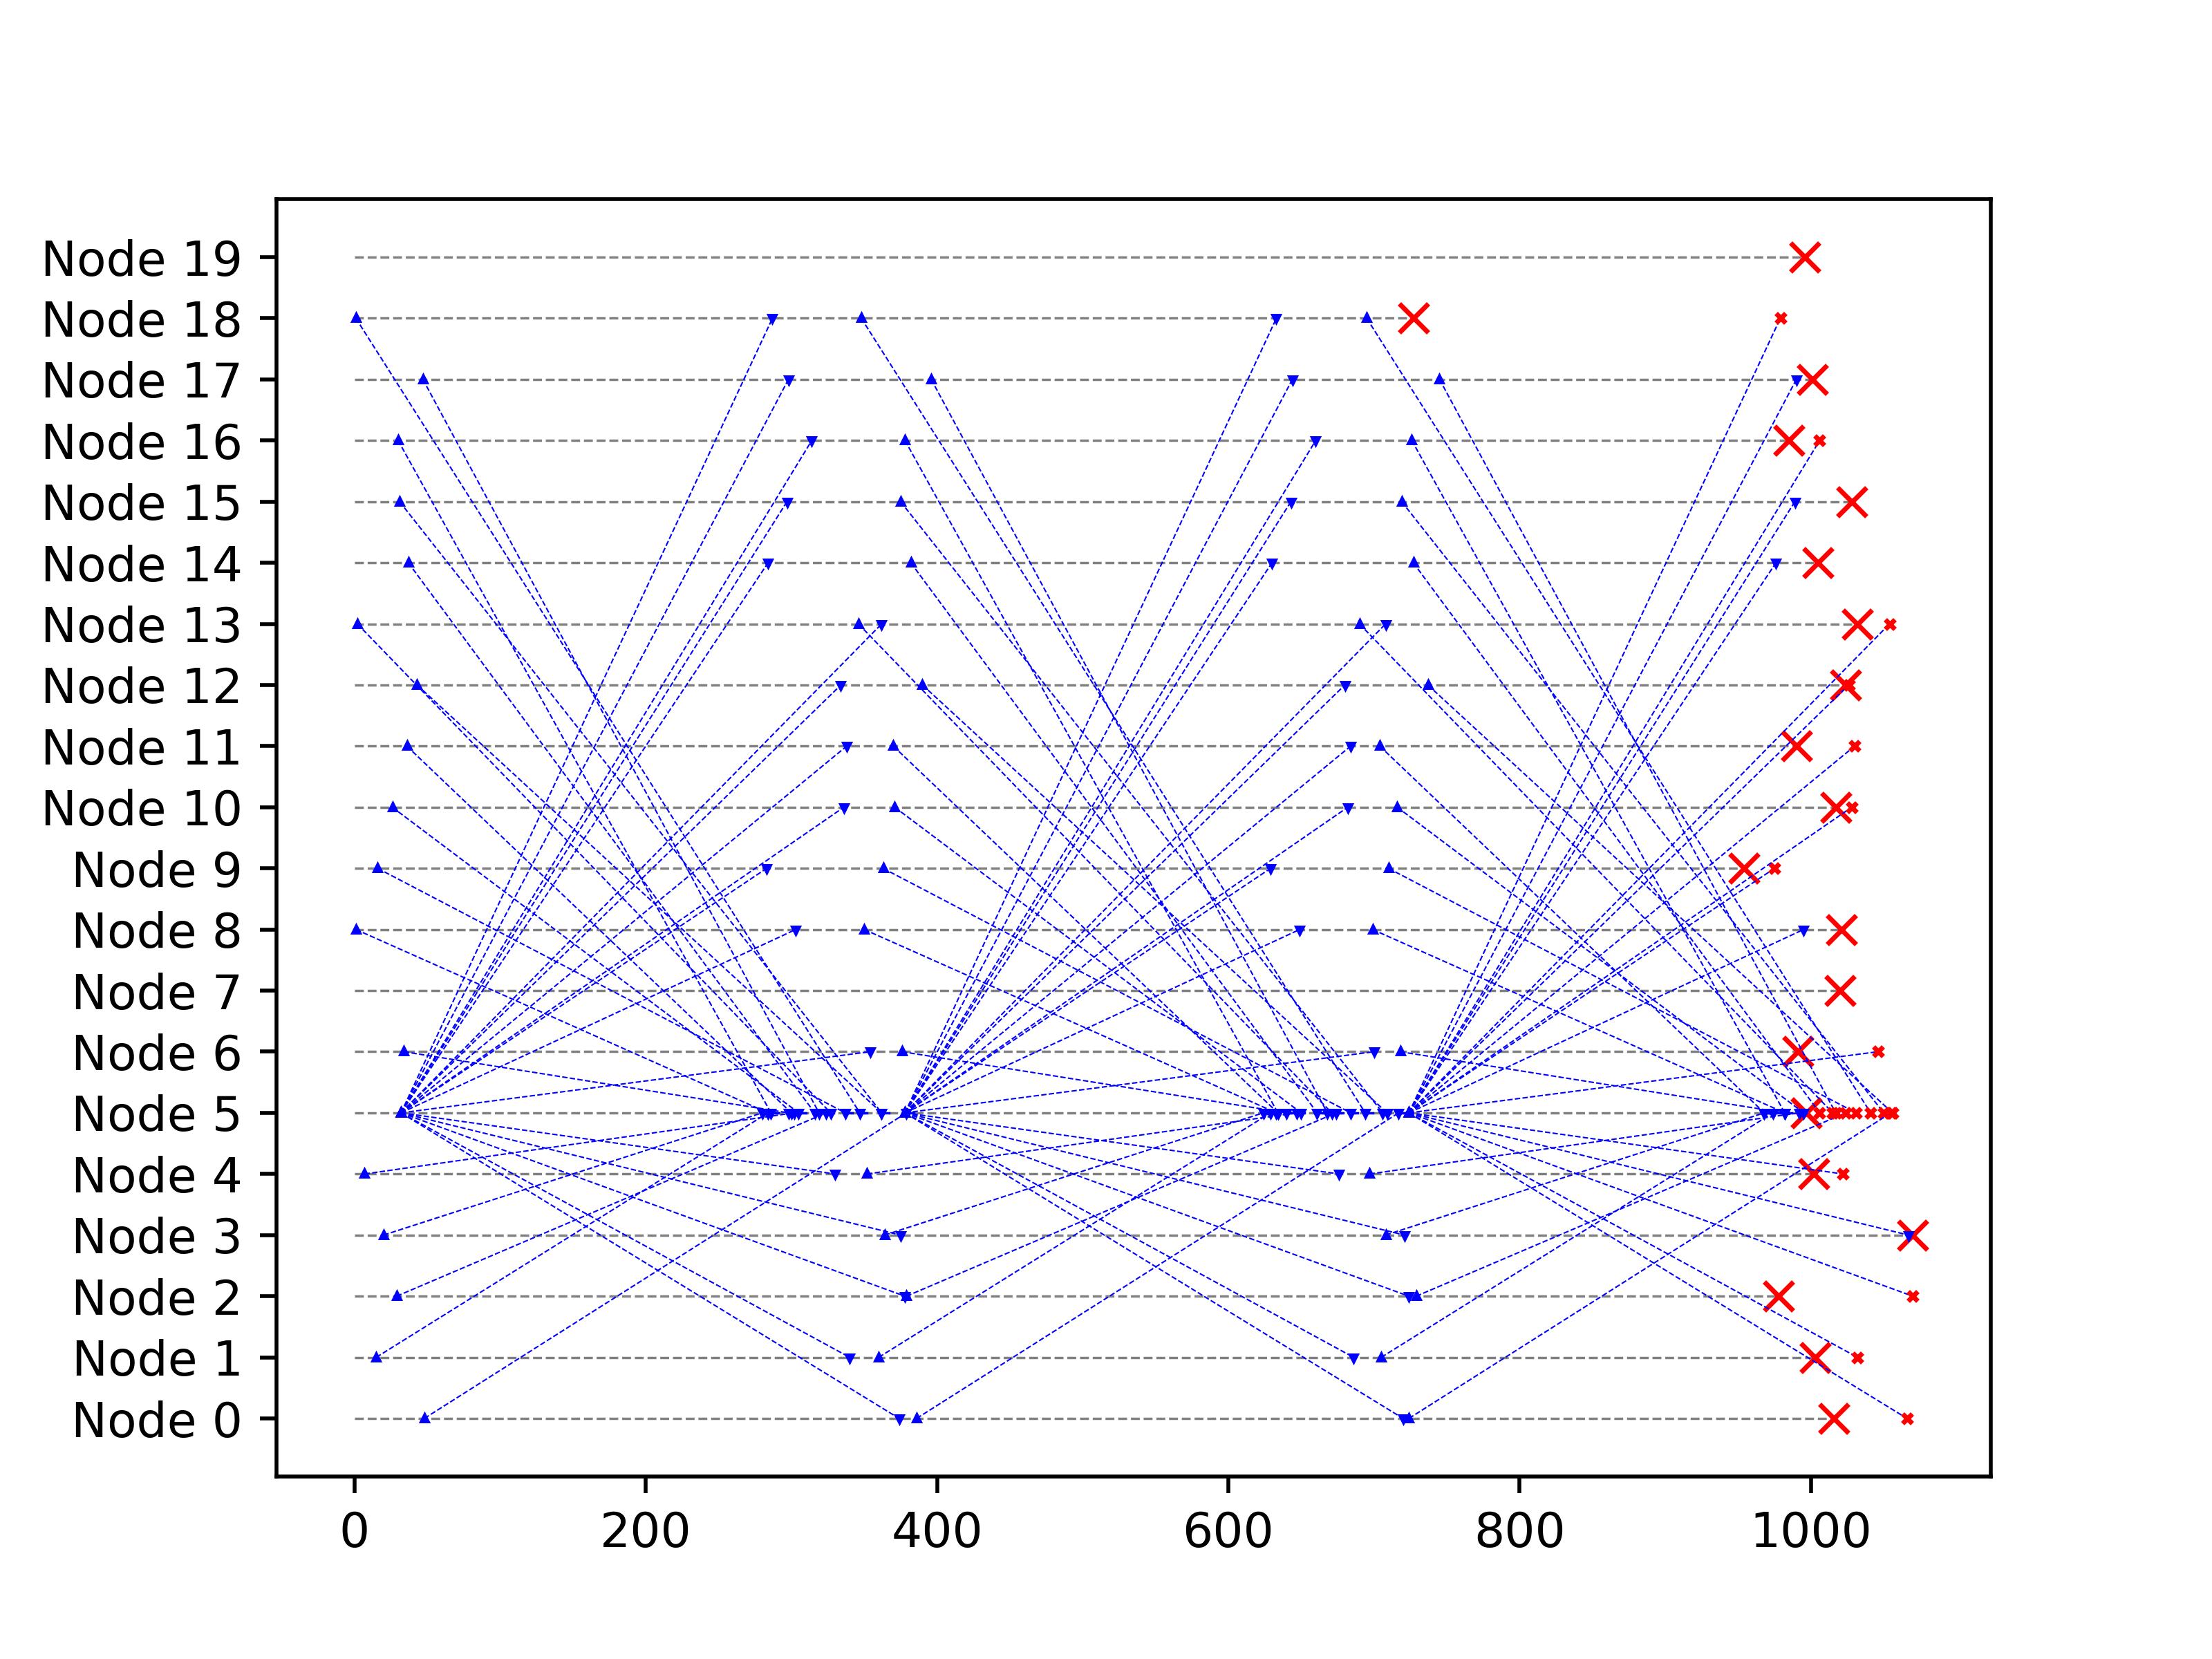 Node 19
Node 18
Node 17
Node 16
Node 15
Node 14
Node 13
Node 12
Node 11
Node 10
Node 9
Node 8
Node 7
Node 6
Node 5
Node 4
Node 3
Node 2
Node 1
Node 0
0 200 400 600 800 1000